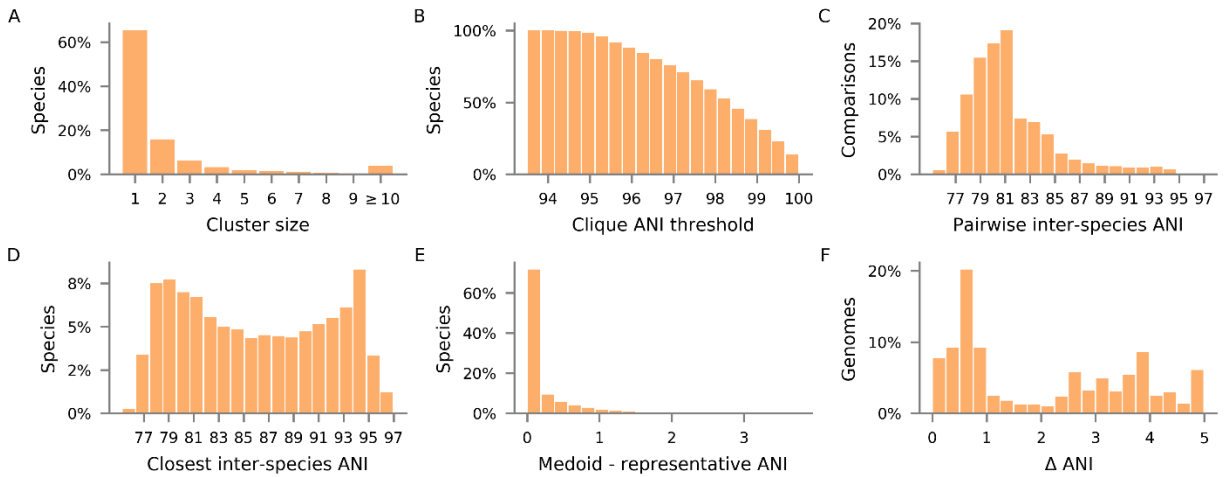 A
Species
60%
40%
20%
0%
1 2 3 4 5 6 7 8 9 ≥ 10
Cluster size
B
Species
100%
50%
0%
94 95 96 97 98 99 100
Clique ANI threshold
C
Comparisons
20%
15%
10%
5%
0%
77 79 81 83 85 87 89 91 93 95 97
Pairwise inter-species ANI
D
Species
8%
5%
2%
0%
77 79 81 83 85 87 89 91 93 95 97
Closest inter-species ANI
E
Species
60%
40%
20%
0%
0 1 2 3
Medoid - representative ANI
F
Genomes
20%
10%
0%
0 1 2 3 4 5
Δ ANI